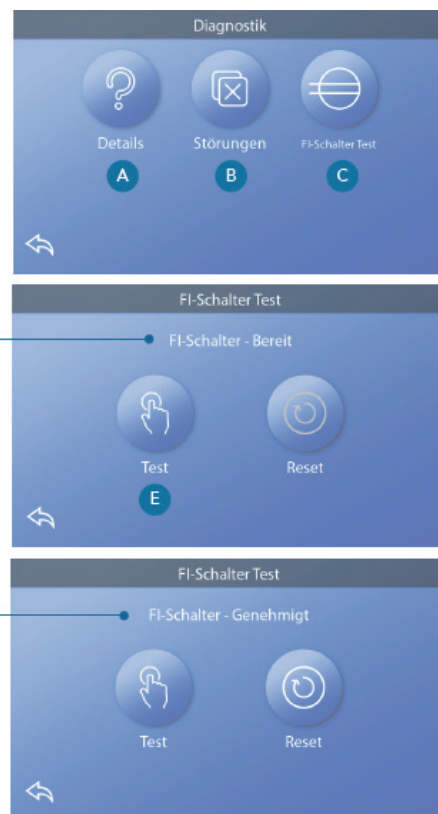 Diagnostik
Details Störungen FI-Schalter Test
A B C
FI-Schalter Test
FI-Schalter - Bereit
Test Reset
E
FI-Schalter Test
FI-Schalter - Genehmigt
Test Reset